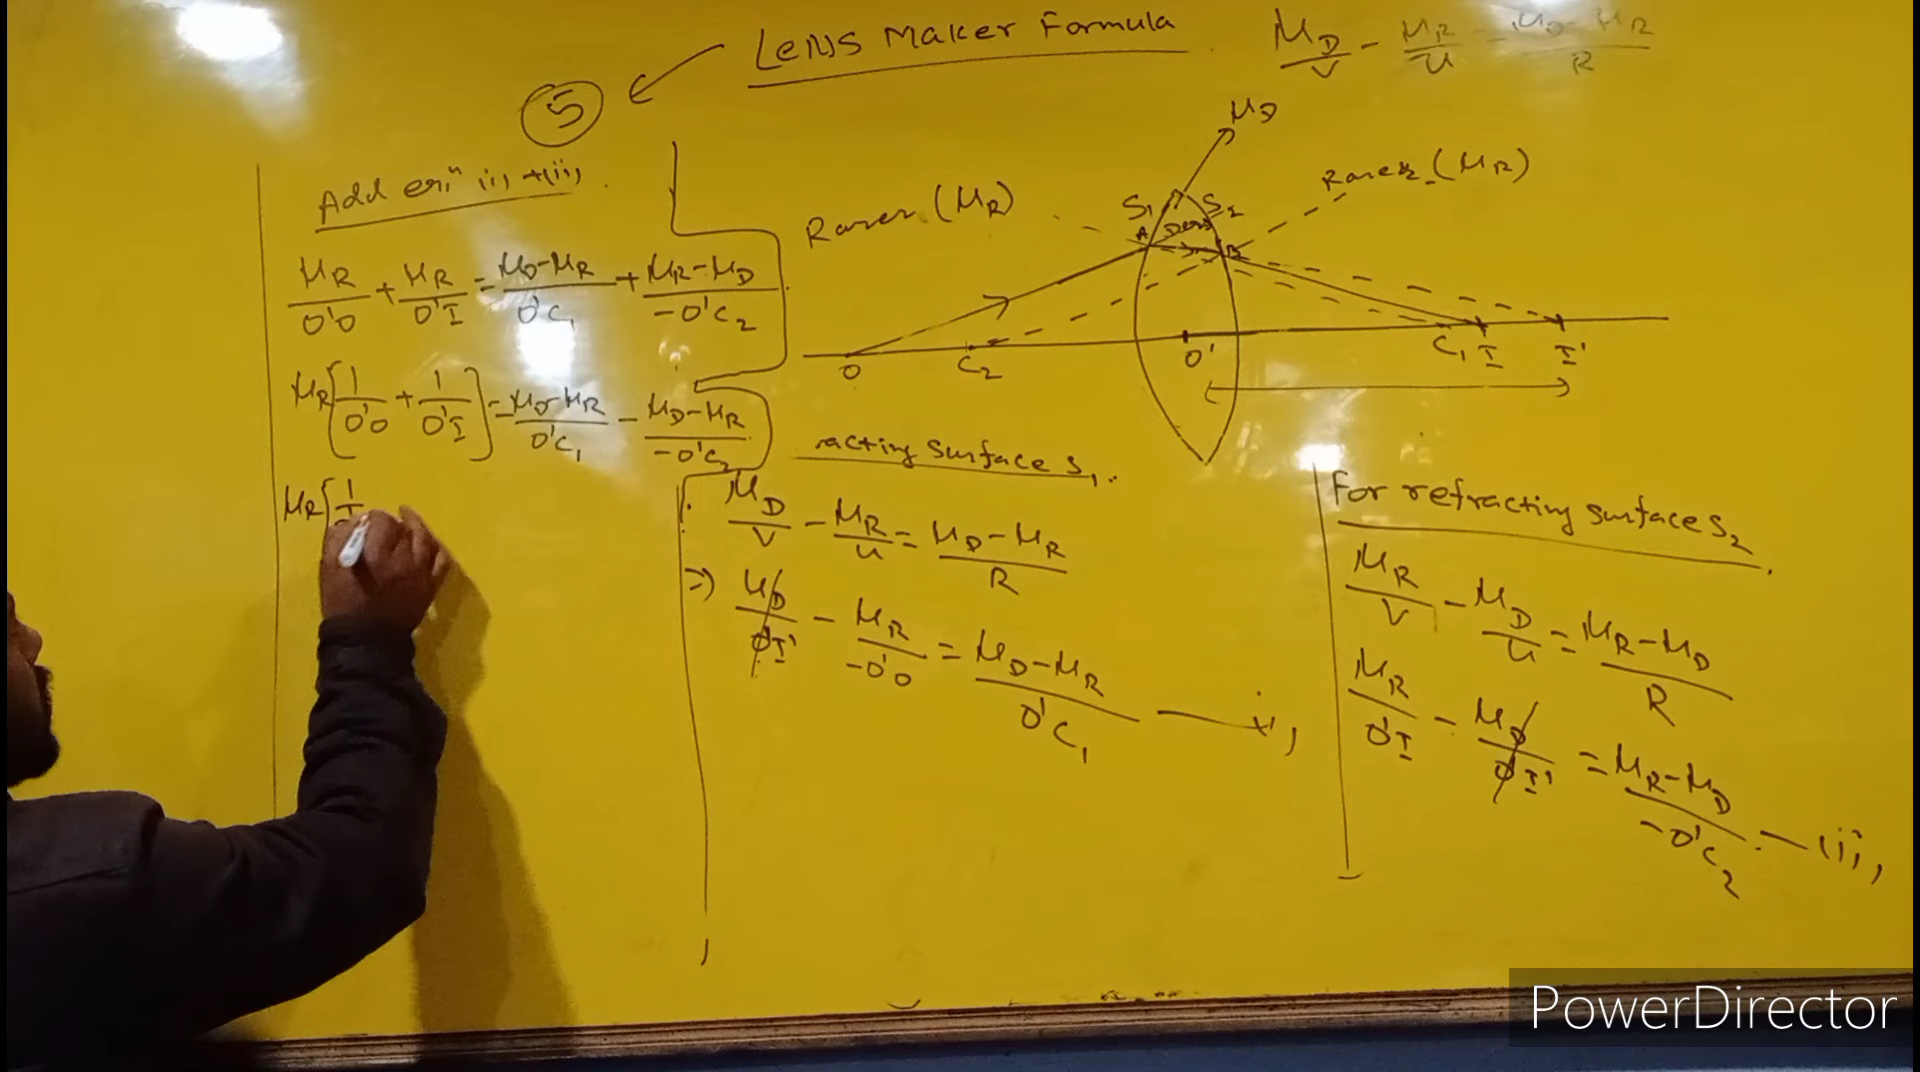 Lens Maker Formula
5
μD/v - μR/u = μD-μR/R
Add eqⁿ (i) + (ii)
μR/O'O + μR/O'I = μD-μR/O'C₁ + μR-μD/-O'C₂
μR[1/O'O + 1/O'I] = μD-μR/O'C₁ - μD-μR/-O'C₂
μR[1
μD
Rarer (μR)
Rarer (μR)
S₁ S₂
A Dens B
O C₂ O' C₁ I I'
racting surface S₁.
μD/v - μR/u = μD-μR/R
=> μD/O'I' - μR/-O'O = μD-μR/O'C₁ — i)
For refracting surface S₂
μR/v - μD/u = μR-μD/R
μR/O'I - μD/O'I' = μR-μD/-O'C₂ — (ii)
PowerDirector